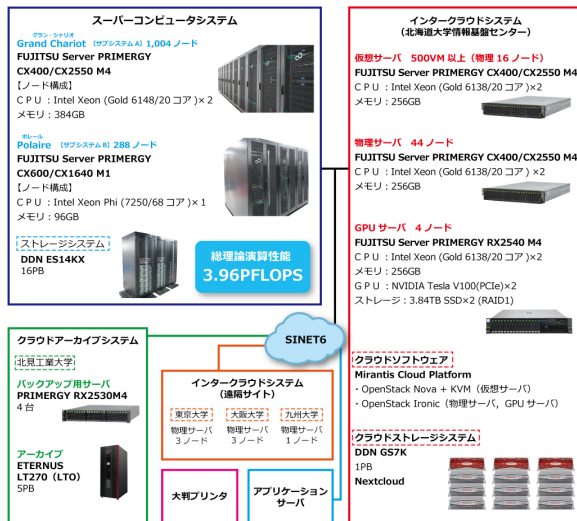 スーパーコンピュータシステム
グラン・シャリオ
Grand Chariot 【サブシステム A】 1,004 ノード
FUJITSU Server PRIMERGY
CX400/CX2550 M4
【ノード構成】
ＣＰＵ：Intel Xeon (Gold 6148/20 コア )× 2
メモリ：384GB
ポレール
Polaire 【サブシステム B】 288 ノード
FUJITSU Server PRIMERGY
CX600/CX1640 M1
【ノード構成】
ＣＰＵ：Intel Xeon Phi (7250/68 コア )× 1
メモリ：96GB
ストレージシステム
DDN ES14KX
16PB
総理論演算性能
3.96PFLOPS
インタークラウドシステム
（北海道大学情報基盤センター）
仮想サーバ 500VM 以上（物理 16 ノード）
FUJITSU Server PRIMERGY CX400/CX2550 M4
ＣＰＵ：Intel Xeon (Gold 6138/20 コア )×2
メモリ：256GB
物理サーバ 44 ノード
FUJITSU Server PRIMERGY CX400/CX2550 M4
ＣＰＵ：Intel Xeon (Gold 6138/20 コア )×2
メモリ：256GB
GPU サーバ 4 ノード
FUJITSU Server PRIMERGY RX2540 M4
ＣＰＵ：Intel Xeon (Gold 6138/20 コア )×2
メモリ：256GB
ＧＰＵ：NVIDIA Tesla V100(PCIe)×2
ストレージ：3.84TB SSD×2 (RAID1)
クラウドソフトウェア
Mirantis Cloud Platform
・OpenStack Nova + KVM（仮想サーバ）
・OpenStack Ironic（物理サーバ，GPU サーバ）
クラウドストレージシステム
DDN GS7K
1PB
Nextcloud
SINET6
クラウドアーカイブシステム
北見工業大学
バックアップ用サーバ
PRIMERGY RX2530M4
4 台
アーカイブ
ETERNUS
LT270（LTO）
5PB
インタークラウドシステム
（遠隔サイト）
東京大学
物理サーバ
3 ノード
大阪大学
物理サーバ
3 ノード
九州大学
物理サーバ
1 ノード
大判プリンタ
アプリケーション
サーバ